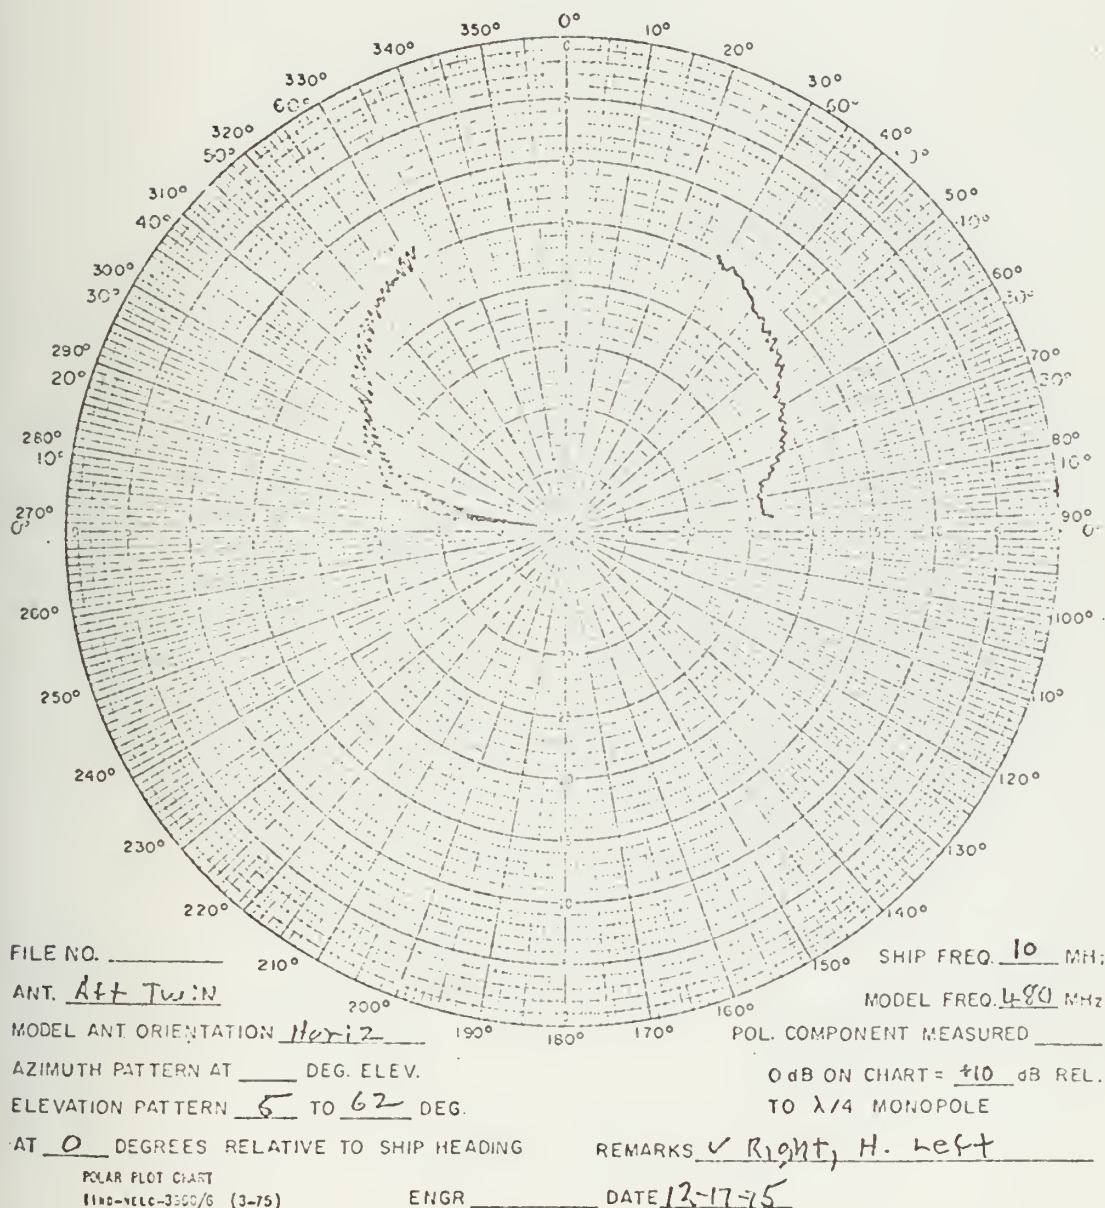 0°
350° 10°
340° 20°
330° 30°
60° 60°
320° 40°
50°
310° 50°
40°
300° 60°
30°
290° 70°
20°
280° 80°
10° 10°
270° 90°
0° 0°
260° 100°
250° 110°
240° 120°
230° 130°
220° 140°
210° 150°
200° 160°
190° 180° 170°
FILE NO.
SHIP FREQ. 10 MHz
ANT. Aft Twin
MODEL FREQ. 480 MHz
MODEL ANT. ORIENTATION Horiz
POL. COMPONENT MEASURED
AZIMUTH PATTERN AT DEG. ELEV.
0 dB ON CHART = +10 dB REL.
ELEVATION PATTERN 5 TO 62 DEG.
TO λ/4 MONOPOLE
AT 0 DEGREES RELATIVE TO SHIP HEADING
REMARKS V Right, H. Left
POLAR PLOT CHART
(3-75)
ENGR DATE 12-17-75